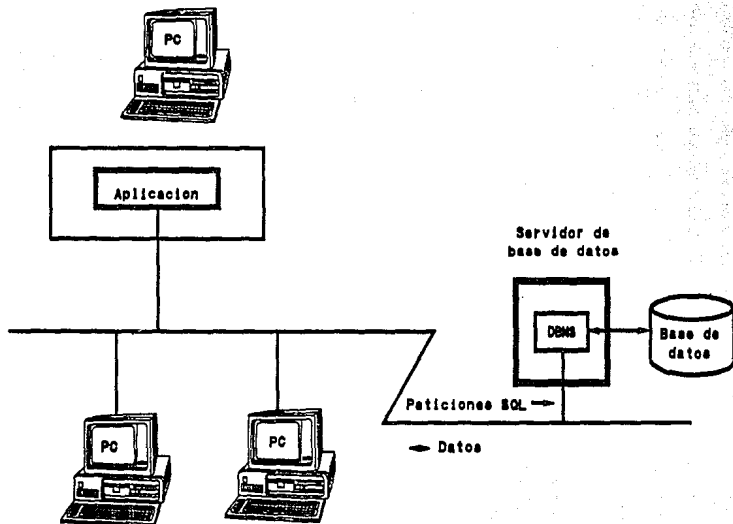 PC
Aplicacion
Servidor de
base de datos
DBMS
Base de
datos
Peticiones SQL
Datos
PC
PC